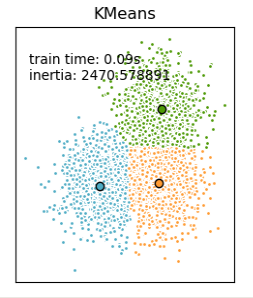 KMeans
train time: 0.09s
inertia: 2470.578891